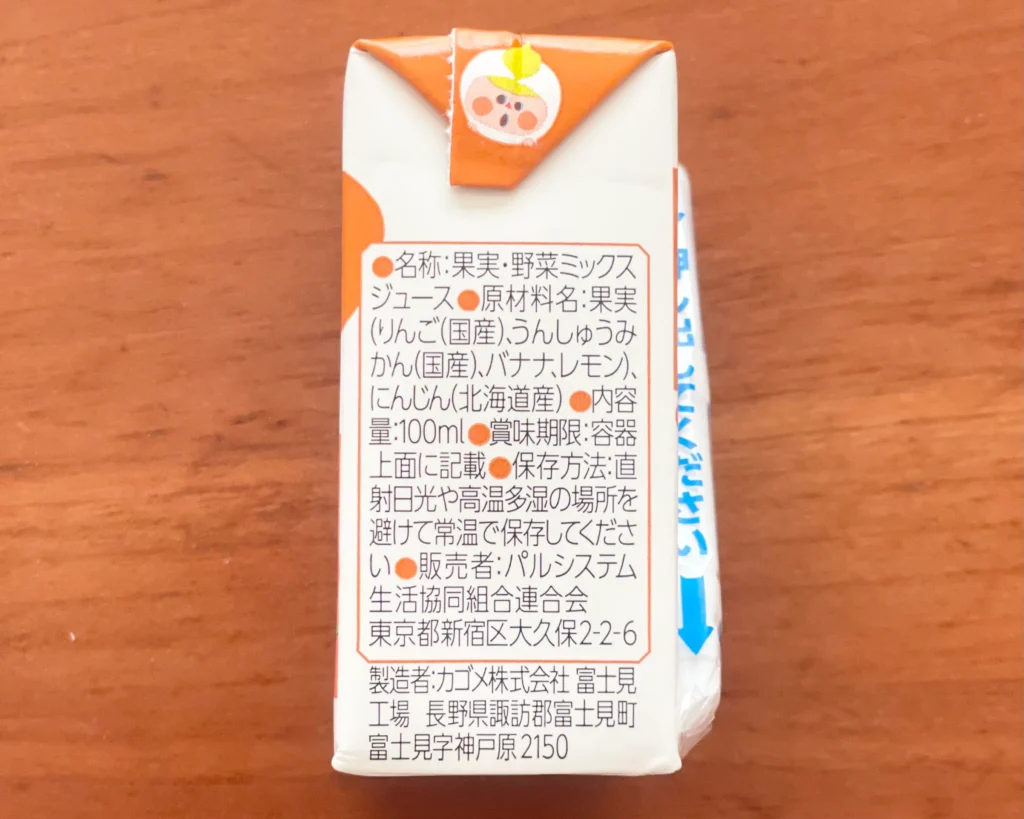 ●名称:果実・野菜ミックス
ジュース●原材料名:果実
(りんご(国産)、うんしゅうみ
かん(国産)、バナナ、レモン)、
にんじん(北海道産)●内容
量:100ml●賞味期限:容器
上面に記載●保存方法:直
射日光や高温多湿の場所を
避けて常温で保存してくださ
い●販売者:パルシステム
生活協同組合連合会
東京都新宿区大久保2-2-6
製造者:カゴメ株式会社 富士見
工場 長野県諏訪郡富士見町
富士見字神戸原2150
ください